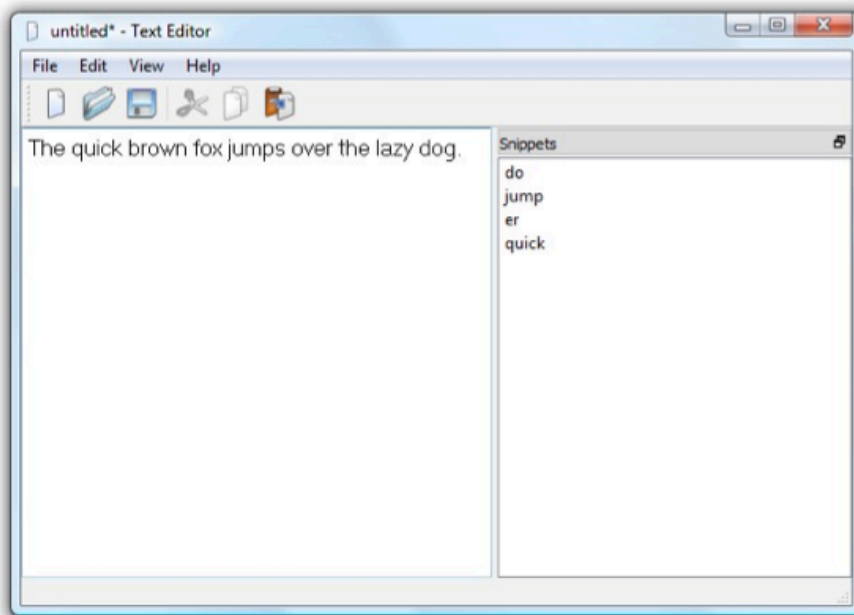 untitled* - Text Editor
File Edit View Help
The quick brown fox jumps over the lazy dog.
Snippets
do
jump
er
quick